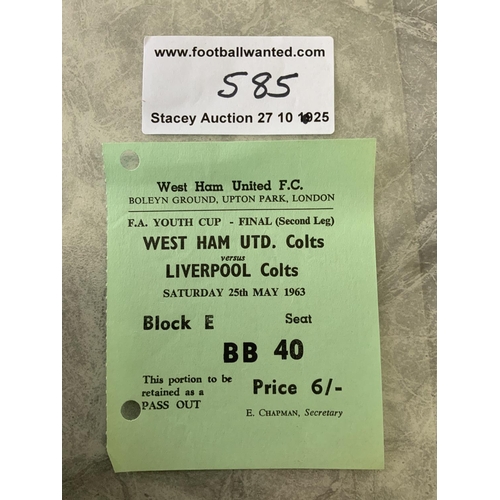 www.footballwanted.com
585
Stacey Auction 27 10 1925
West Ham United F.C.
BOLEYN GROUND, UPTON PARK, LONDON
F.A. YOUTH CUP - FINAL (Second Leg)
WEST HAM UTD. Colts
versus
LIVERPOOL Colts
SATURDAY 25th MAY 1963
Block E Seat
BB 40
This portion to be
retained as a
PASS OUT
Price 6/-
E. CHAPMAN, Secretary